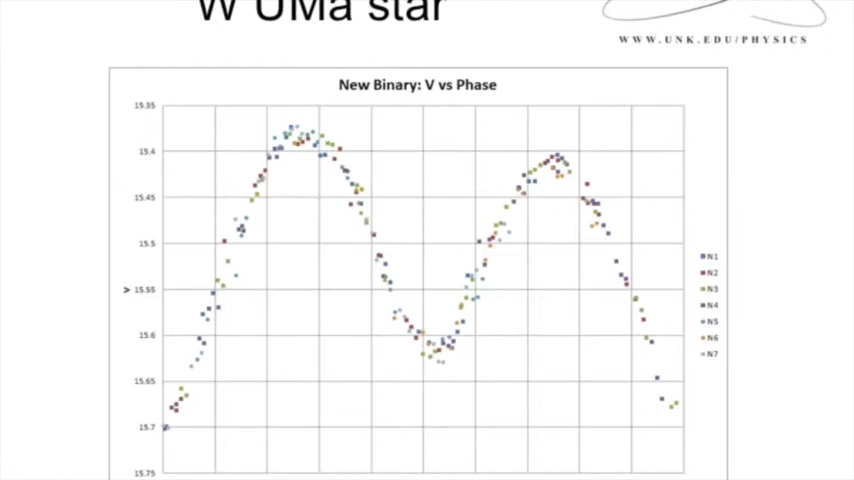 W UMa star
WWW.UNK.EDU/PHYSICS
New Binary: V vs Phase
15.35
15.4
15.45
15.5
15.55
15.6
15.65
15.7
15.75
V
N1
N2
N3
N4
N5
N6
N7